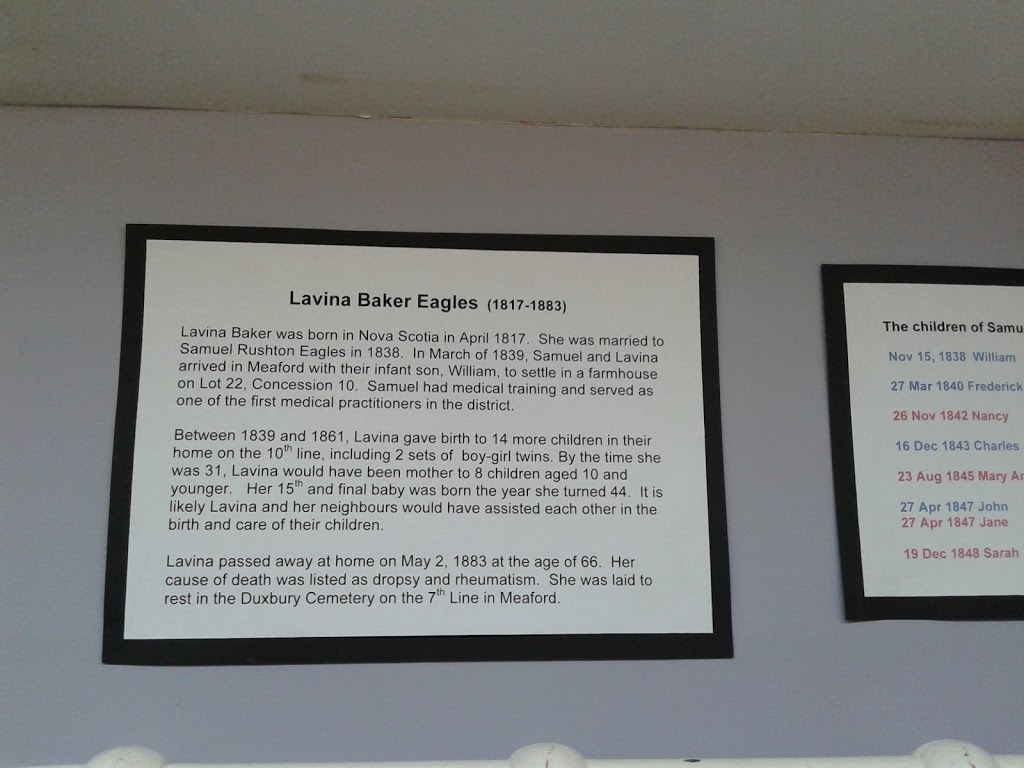 Lavina Baker Eagles (1817-1883)
Lavina Baker was born in Nova Scotia in April 1817. She was married to
Samuel Rushton Eagles in 1838. In March of 1839, Samuel and Lavina
arrived in Meaford with their infant son, William, to settle in a farmhouse
on Lot 22, Concession 10. Samuel had medical training and served as
one of the first medical practitioners in the district.
Between 1839 and 1861, Lavina gave birth to 14 more children in their
home on the 10th line, including 2 sets of boy-girl twins. By the time she
was 31, Lavina would have been mother to 8 children aged 10 and
younger. Her 15th and final baby was born the year she turned 44. It is
likely Lavina and her neighbours would have assisted each other in the
birth and care of their children.
Lavina passed away at home on May 2, 1883 at the age of 66. Her
cause of death was listed as dropsy and rheumatism. She was laid to
rest in the Duxbury Cemetery on the 7th Line in Meaford.
The children of Samu
Nov 15, 1838 William
27 Mar 1840 Frederick
26 Nov 1842 Nancy
16 Dec 1843 Charles
23 Aug 1845 Mary An
27 Apr 1847 John
27 Apr 1847 Jane
19 Dec 1848 Sarah